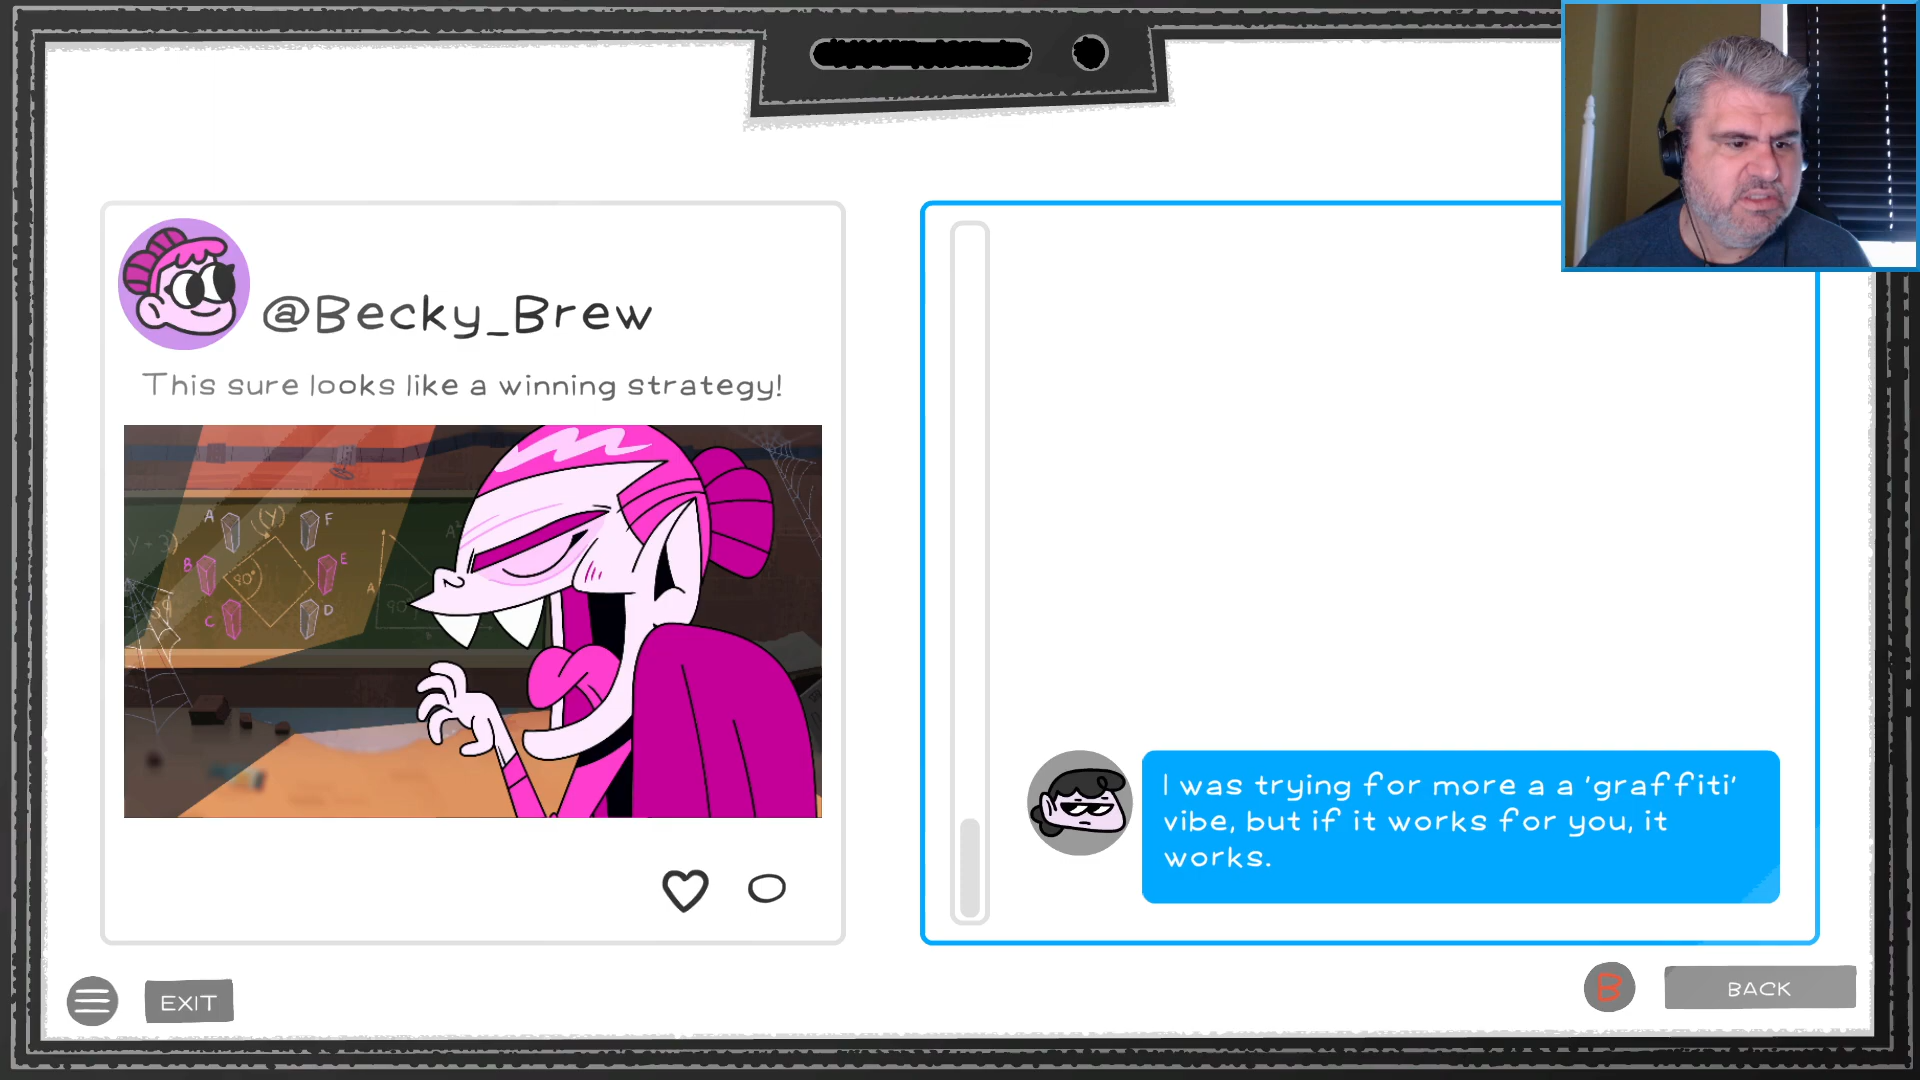 @Becky_Brew
This sure looks like a winning strategy!
A
(Y)
F
B
90°
E
C
D
A
90
I was trying for more a a 'graffiti'
vibe, but if it works for you, it
works.
EXIT
B
BACK